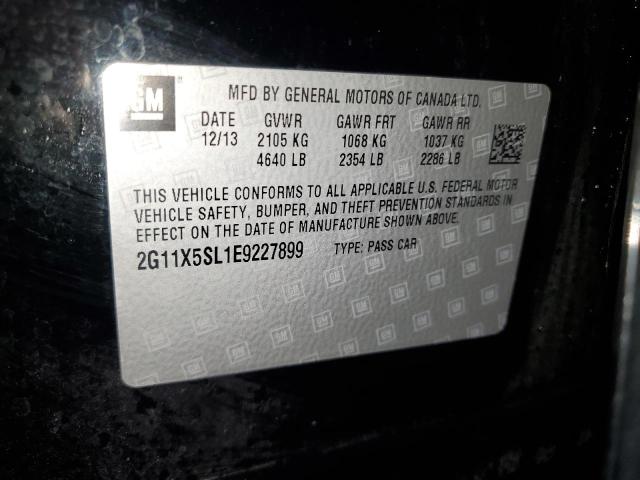 GM
MFD BY GENERAL MOTORS OF CANADA LTD.
DATE GVWR GAWR FRT GAWR RR
12/13 2105 KG 1068 KG 1037 KG
4640 LB 2354 LB 2286 LB
THIS VEHICLE CONFORMS TO ALL APPLICABLE U.S. FEDERAL MOTOR
VEHICLE SAFETY, BUMPER, AND THEFT PREVENTION STANDARDS IN
EFFECT ON THE DATE OF MANUFACTURE SHOWN ABOVE.
2G11X5SL1E9227899 TYPE: PASS CAR